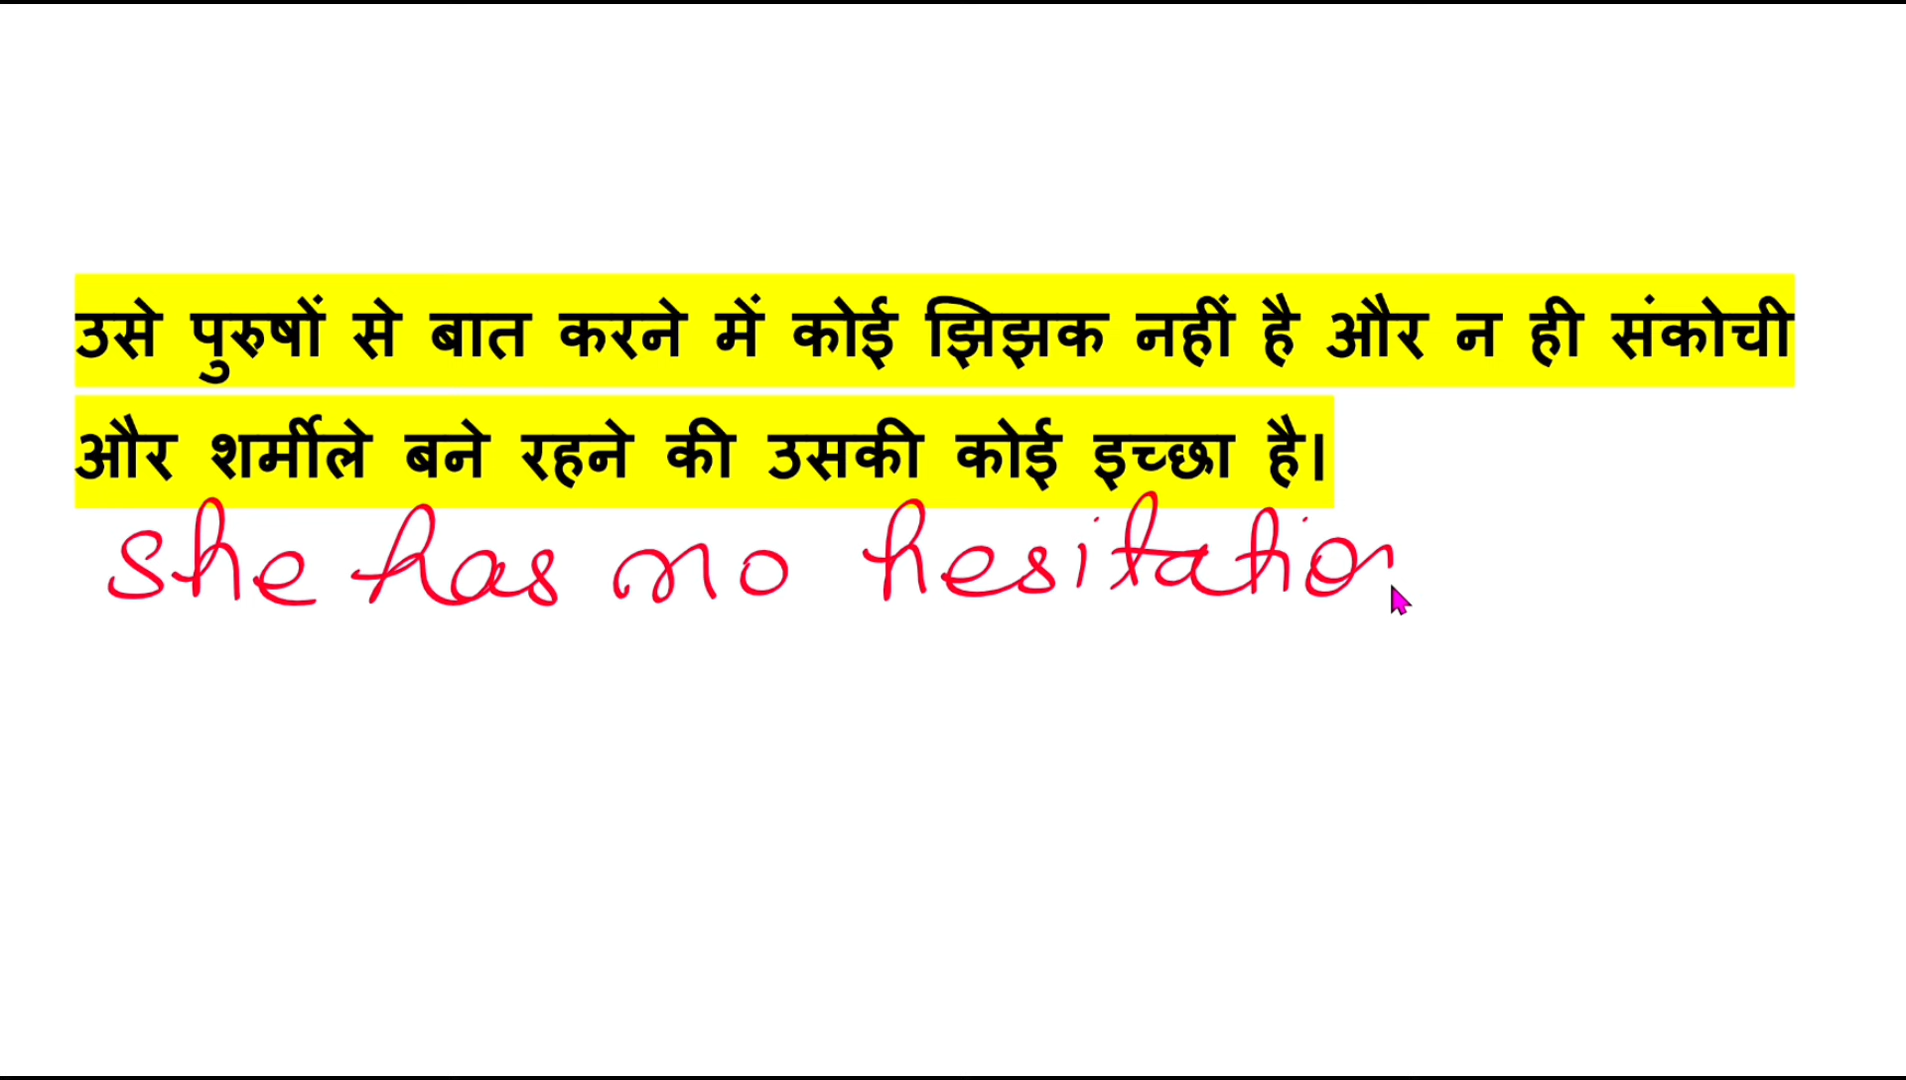 उसे पुरुषों से बात करने में कोई झिझक नहीं है और न ही संकोची
और शर्मीले बने रहने की उसकी कोई इच्छा है।
she has no hesitation